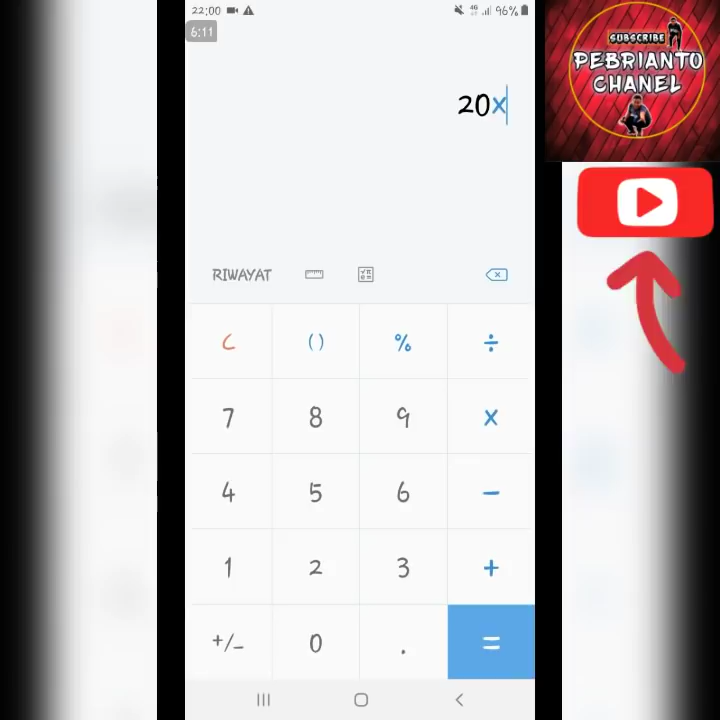 22:00
4G 96%
6:11
SUBSCRIBE
PEBRIANTO
CHANEL
20x
RIWAYAT
C () % ÷
7 8 9 ×
4 5 6 −
1 2 3 +
+/- 0 . =